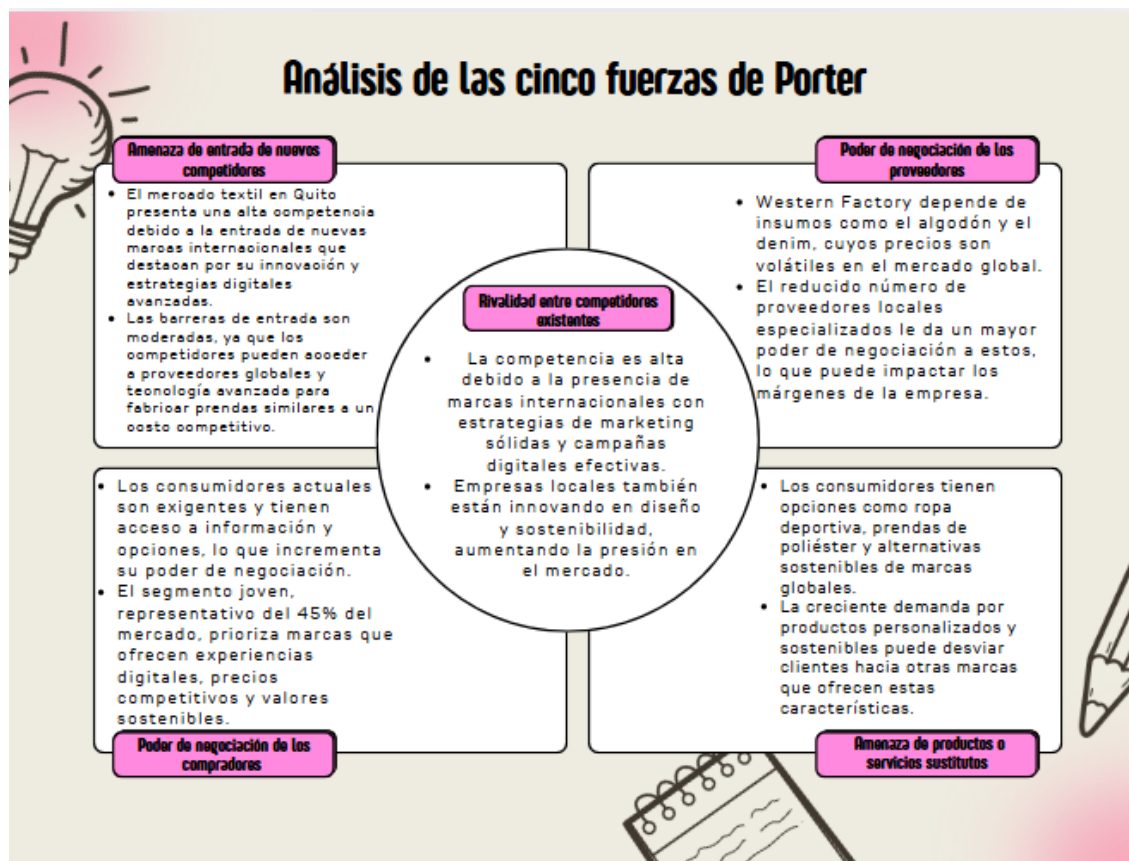 Análisis de las cinco fuerzas de Porter
Amenaza de entrada de nuevos
competidores
• El mercado textil en Quito
presenta una alta competencia
debido a la entrada de nuevas
marcas internacionales que
destacan por su innovación y
estrategias digitales
avanzadas.
• Las barreras de entrada son
moderadas, ya que los
competidores pueden acceder
a proveedores globales y
tecnología avanzada para
fabricar prendas similares a un
costo competitivo.
Poder de negociación de los
proveedores
• Western Factory depende de
insumos como el algodón y el
denim, cuyos precios son
volátiles en el mercado global.
• El reducido número de
proveedores locales
especializados le da un mayor
poder de negociación a estos,
lo que puede impactar los
márgenes de la empresa.
Rivalidad entre competidores
existentes
• La competencia es alta
debido a la presencia de
marcas internacionales con
estrategias de marketing
sólidas y campañas
digitales efectivas.
• Empresas locales también
están innovando en diseño
y sostenibilidad,
aumentando la presión en
el mercado.
• Los consumidores actuales
son exigentes y tienen
acceso a información y
opciones, lo que incrementa
su poder de negociación.
• El segmento joven,
representativo del 45% del
mercado, prioriza marcas que
ofrecen experiencias
digitales, precios
competitivos y valores
sostenibles.
Poder de negociación de los
compradores
• Los consumidores tienen
opciones como ropa
deportiva, prendas de
poliéster y alternativas
sostenibles de marcas
globales.
• La creciente demanda por
productos personalizados y
sostenibles puede desviar
clientes hacia otras marcas
que ofrecen estas
características.
Amenaza de productos o
servicios sustitutos